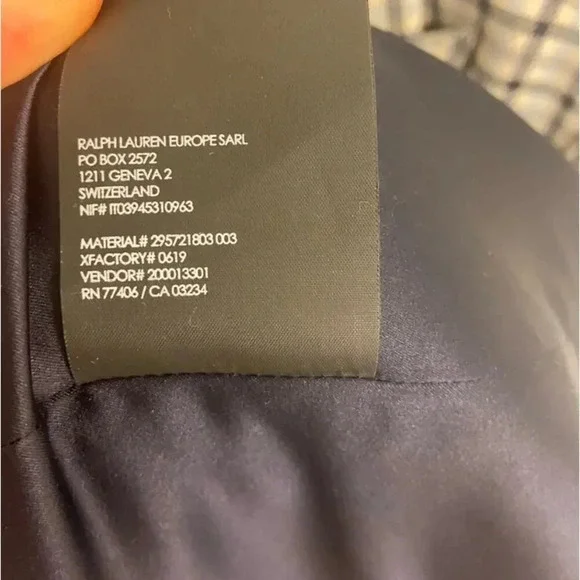 RALPH LAUREN EUROPE SARL
PO BOX 2572
1211 GENEVA 2
SWITZERLAND
NIF# IT03945310963
MATERIAL# 295721803 003
XFACTORY# 0619
VENDOR# 200013301
RN 77406 / CA 03234